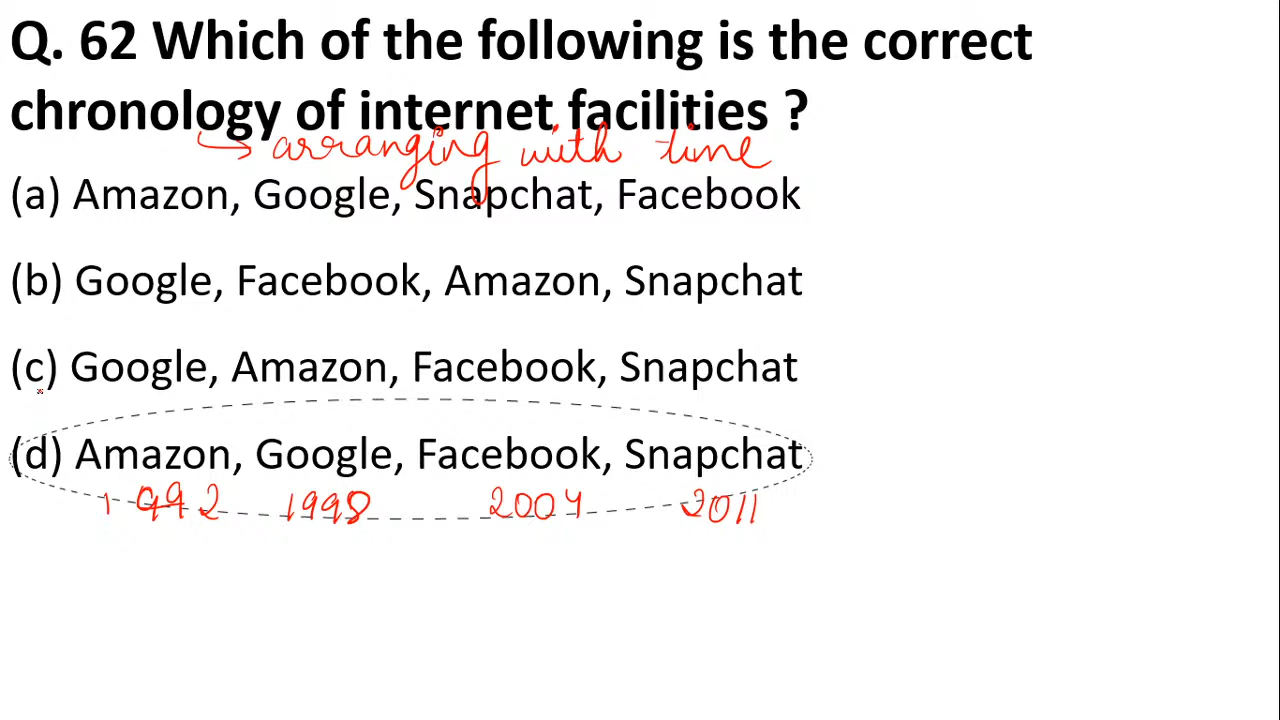 Q. 62 Which of the following is the correct
chronology of internet facilities ?
arranging with time
(a) Amazon, Google, Snapchat, Facebook
(b) Google, Facebook, Amazon, Snapchat
(c) Google, Amazon, Facebook, Snapchat
(d) Amazon, Google, Facebook, Snapchat
1992 1998 2004 2011